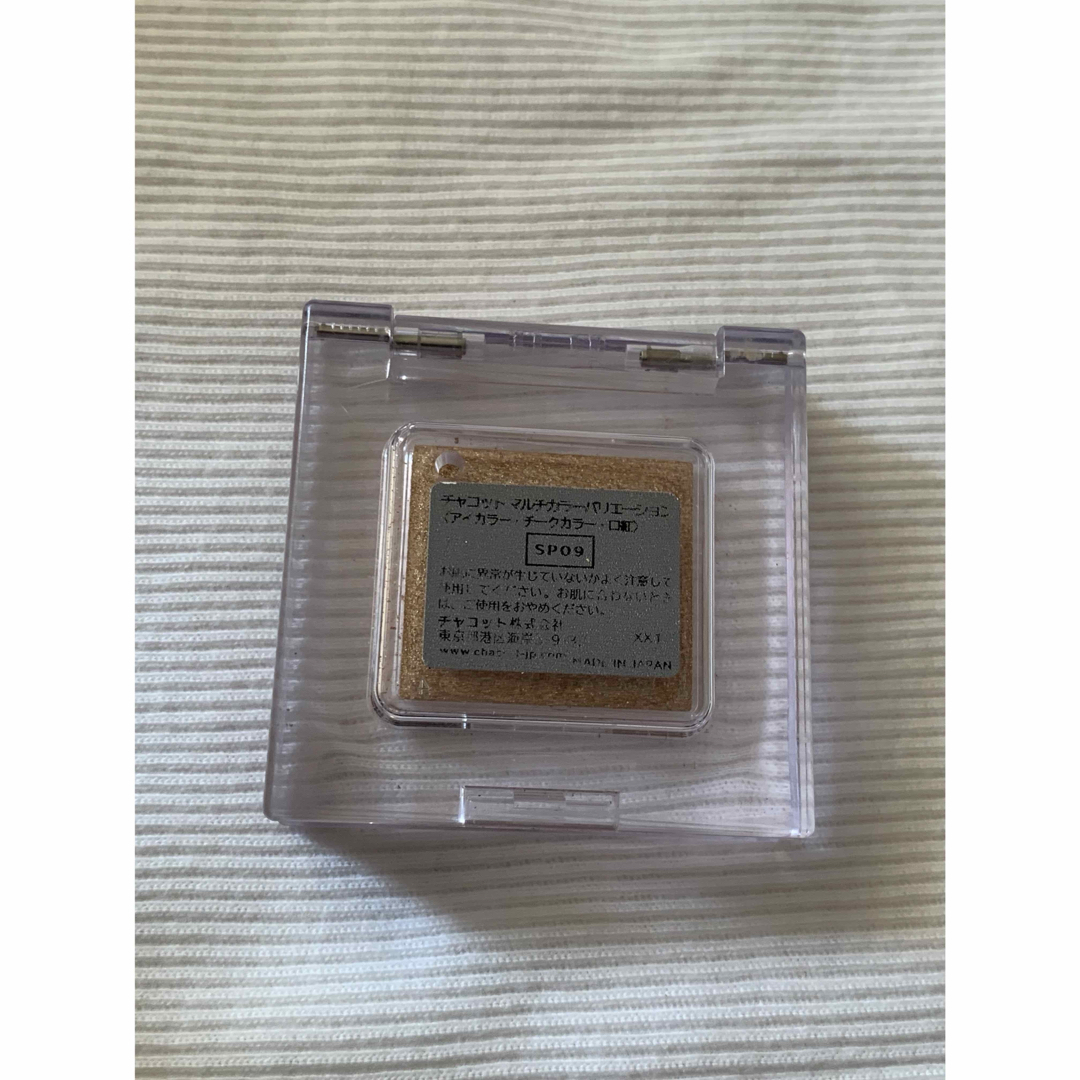 チャコット マルチカラーバリエーション
(アイカラー・チークカラー・口紅)
SP09
お肌に異常が生じていないかよく注意して
使用してください。お肌に合わないとき
は、ご使用をおやめください。
チャコット株式会社
東京都港区海岸 XX1
MADE IN JAPAN